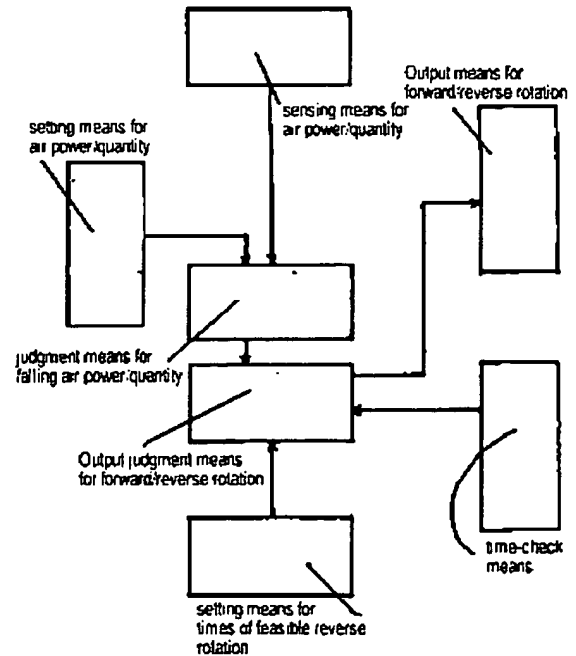 Output means for
forward/reverse rotation
sensing means for
air power/quantity
setting means for
air power/quantity
judgment means for
falling air power/quantity
Output judgment means
for forward/reverse rotation
time-check
means
setting means for
times of feasible reverse
rotation